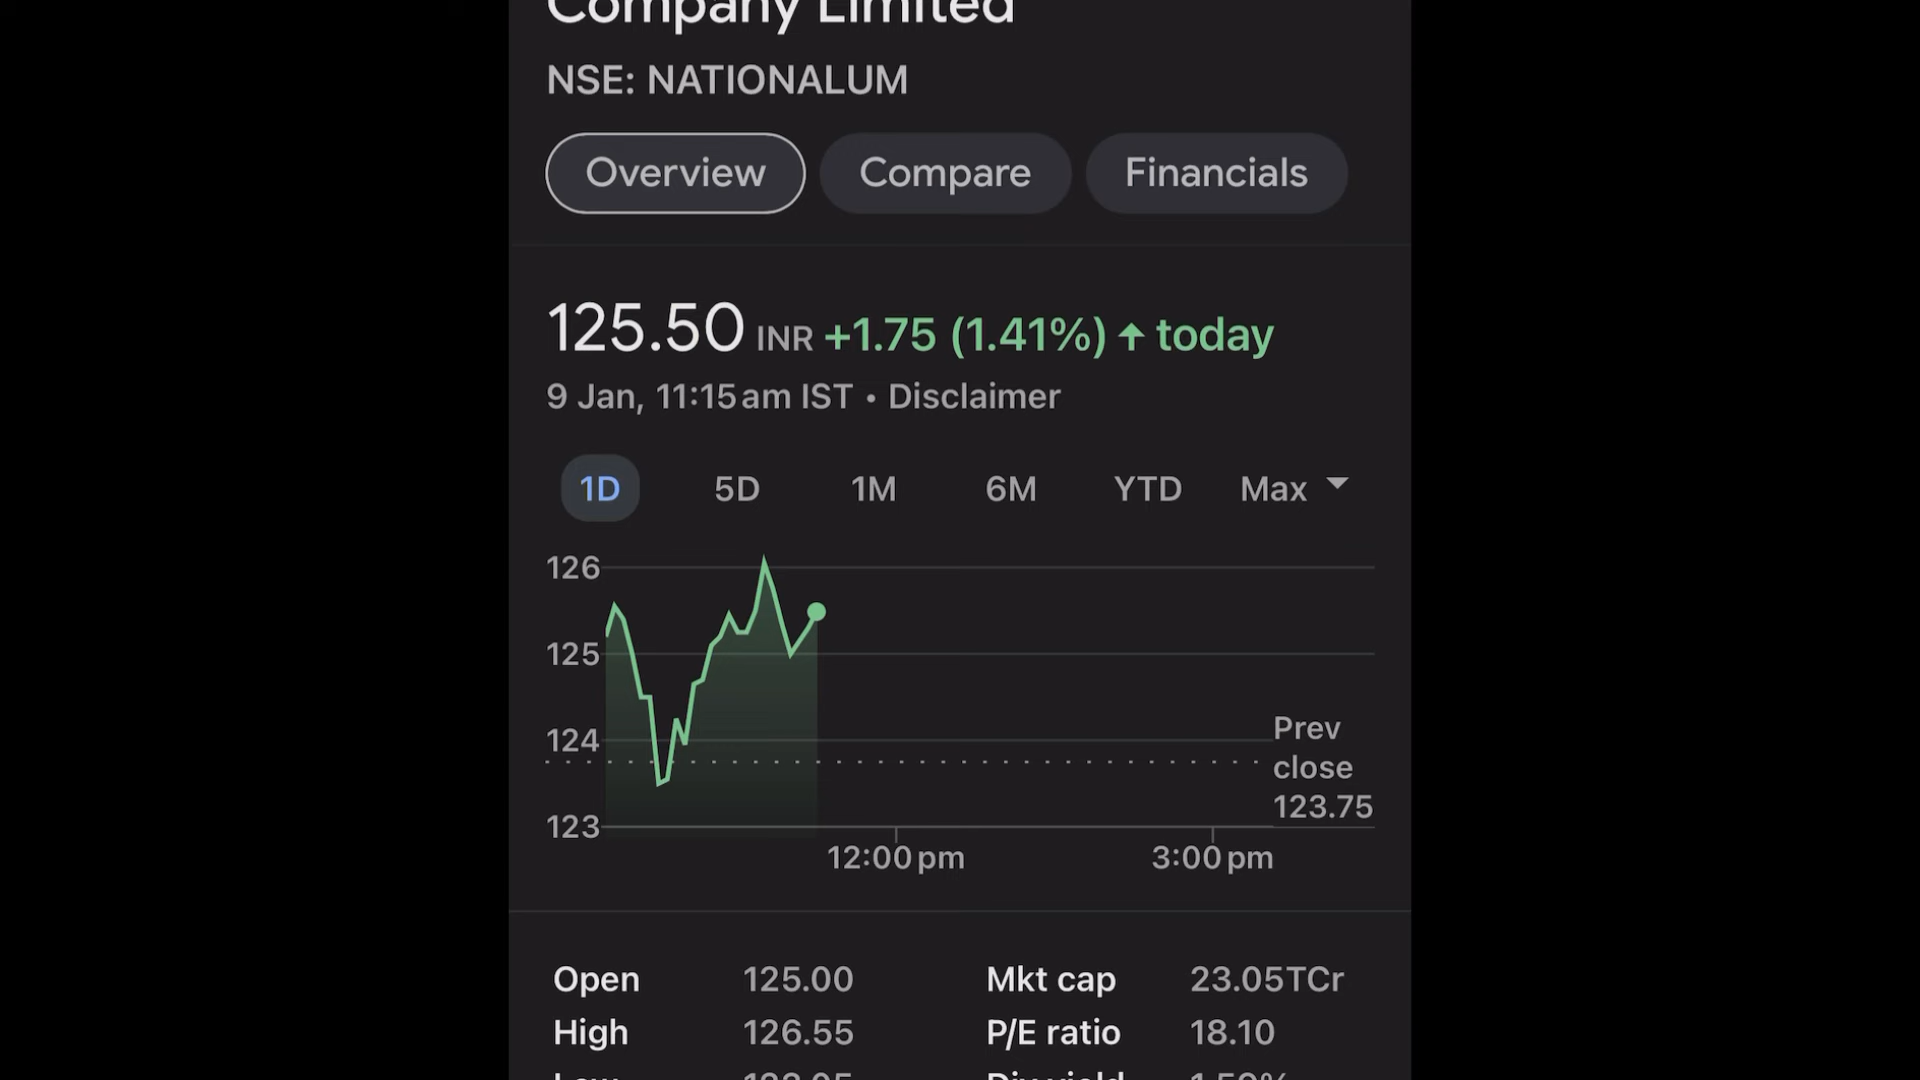 Company Limited
NSE: NATIONALUM
Overview Compare Financials
125.50 INR +1.75 (1.41%) ↑ today
9 Jan, 11:15 am IST • Disclaimer
1D 5D 1M 6M YTD Max
126
125
124
123
Prev
close
123.75
12:00 pm 3:00 pm
Open 125.00 Mkt cap 23.05TCr
High 126.55 P/E ratio 18.10